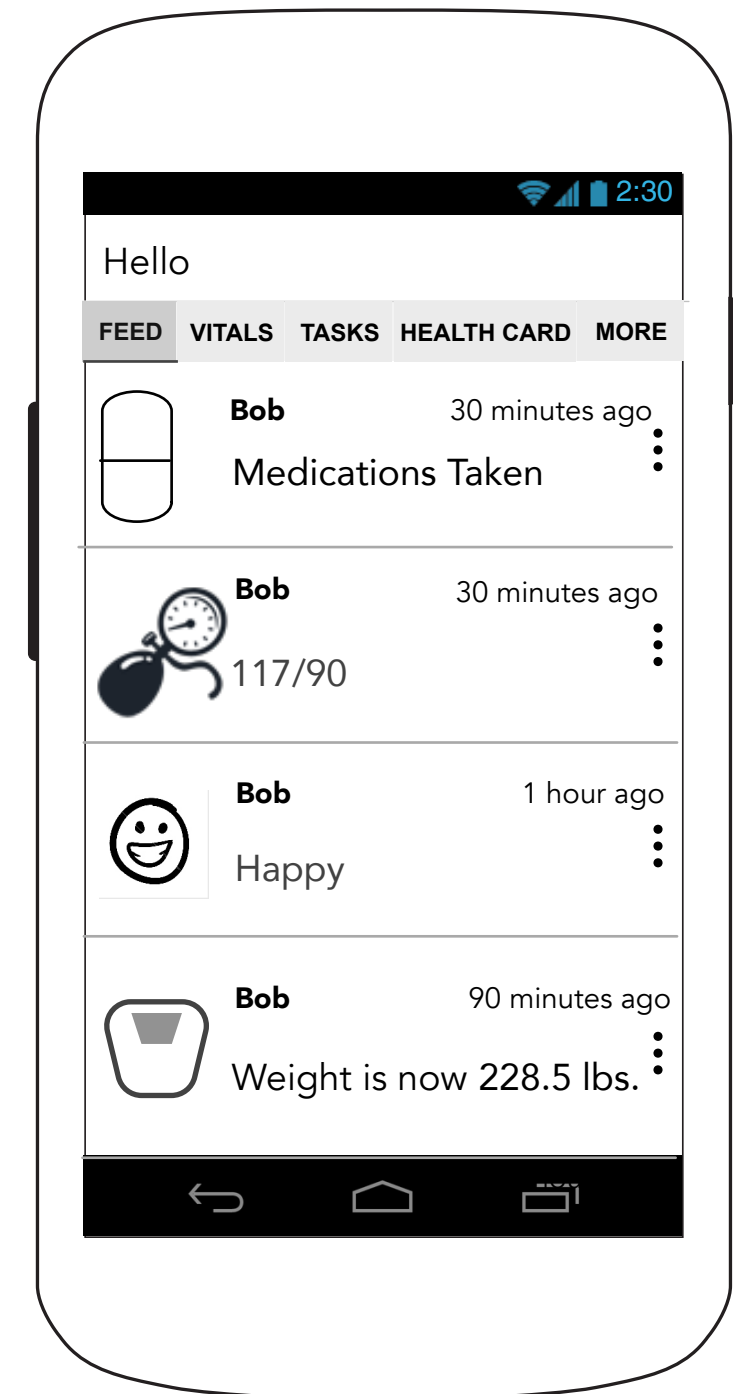 2:30
Hello
FEED VITALS TASKS HEALTH CARD MORE
Bob 30 minutes ago
Medications Taken
Bob 30 minutes ago
117/90
Bob 1 hour ago
Happy
Bob 90 minutes ago
Weight is now 228.5 lbs.